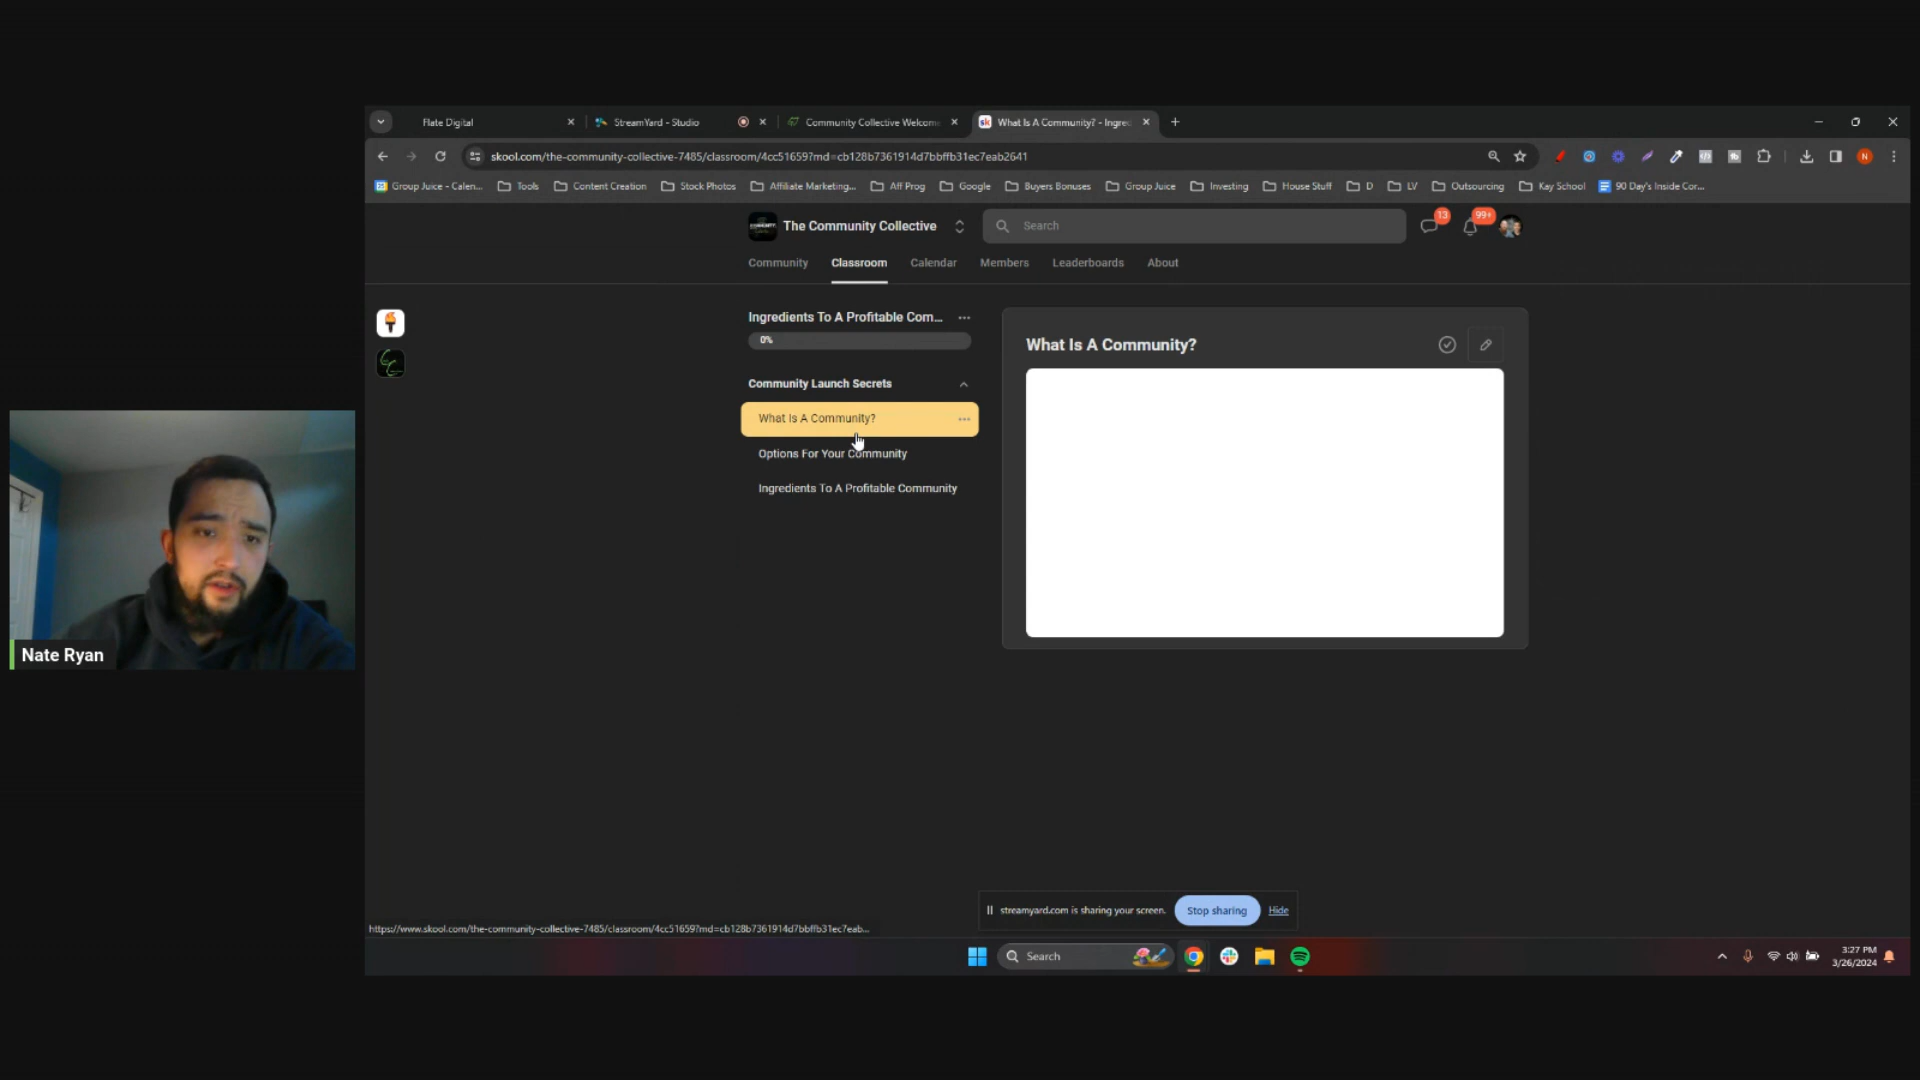 Flate Digital
StreamYard - Studio
Community Collective Welcom
What Is A Community? - Ingre
skool.com/the-community-collective-7485/classroom/4cc51659?md=cb128b7361914d7bbffb31ec7eab2641
N
Group Juice - Calen...
Tools
Content Creation
Stock Photos
Affiliate Marketing...
Aff Prog
Google
Buyers Bonuses
Group Juice
Investing
House Stuff
D
LV
Outsourcing
Kay School
90 Day's Inside Cor...
The Community Collective
Search
13
99+
Community
Classroom
Calendar
Members
Leaderboards
About
Ingredients To A Profitable Com...
0%
Community Launch Secrets
What Is A Community?
Options For Your Community
Ingredients To A Profitable Community
What Is A Community?
Nate Ryan
streamyard.com is sharing your screen.
Stop sharing
Hide
https://www.skool.com/the-community-collective-7485/classroom/4cc51659?md=cb128b7361914d7bbffb31ec7eab...
Search
3:27 PM
3/26/2024